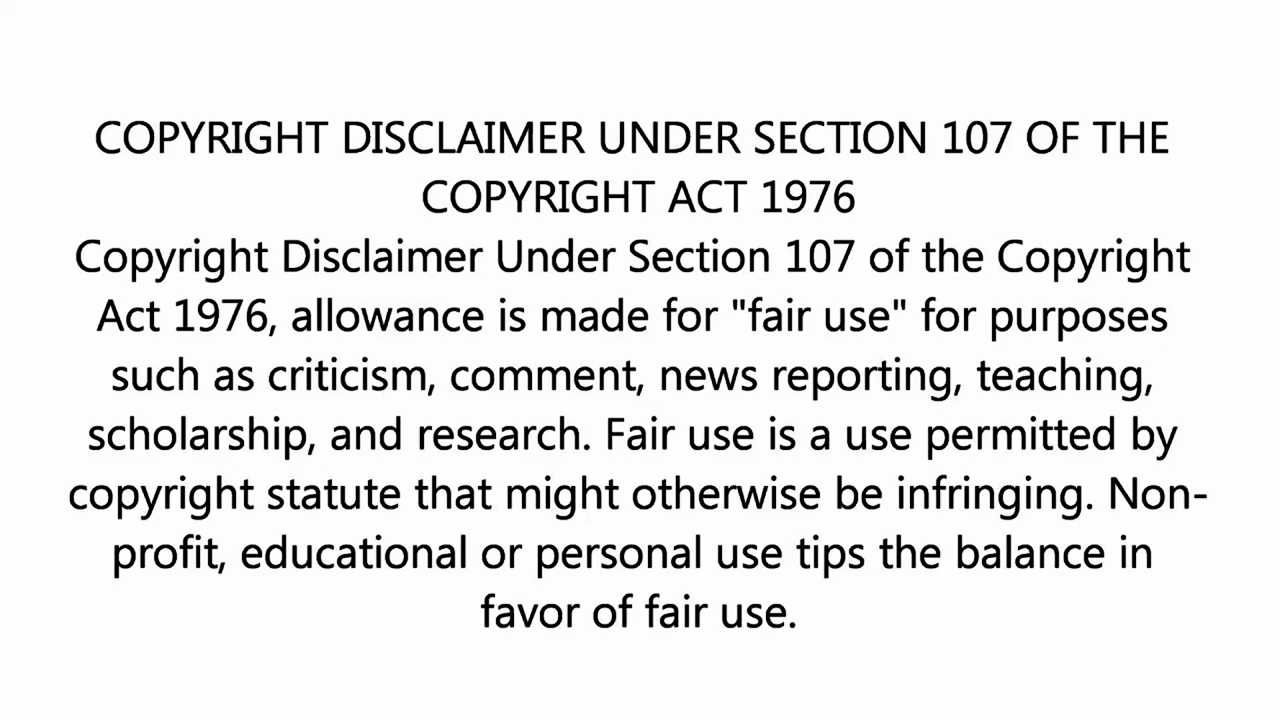 COPYRIGHT DISCLAIMER UNDER SECTION 107 OF THE
COPYRIGHT ACT 1976
Copyright Disclaimer Under Section 107 of the Copyright
Act 1976, allowance is made for "fair use" for purposes
such as criticism, comment, news reporting, teaching,
scholarship, and research. Fair use is a use permitted by
copyright statute that might otherwise be infringing. Non-
profit, educational or personal use tips the balance in
favor of fair use.